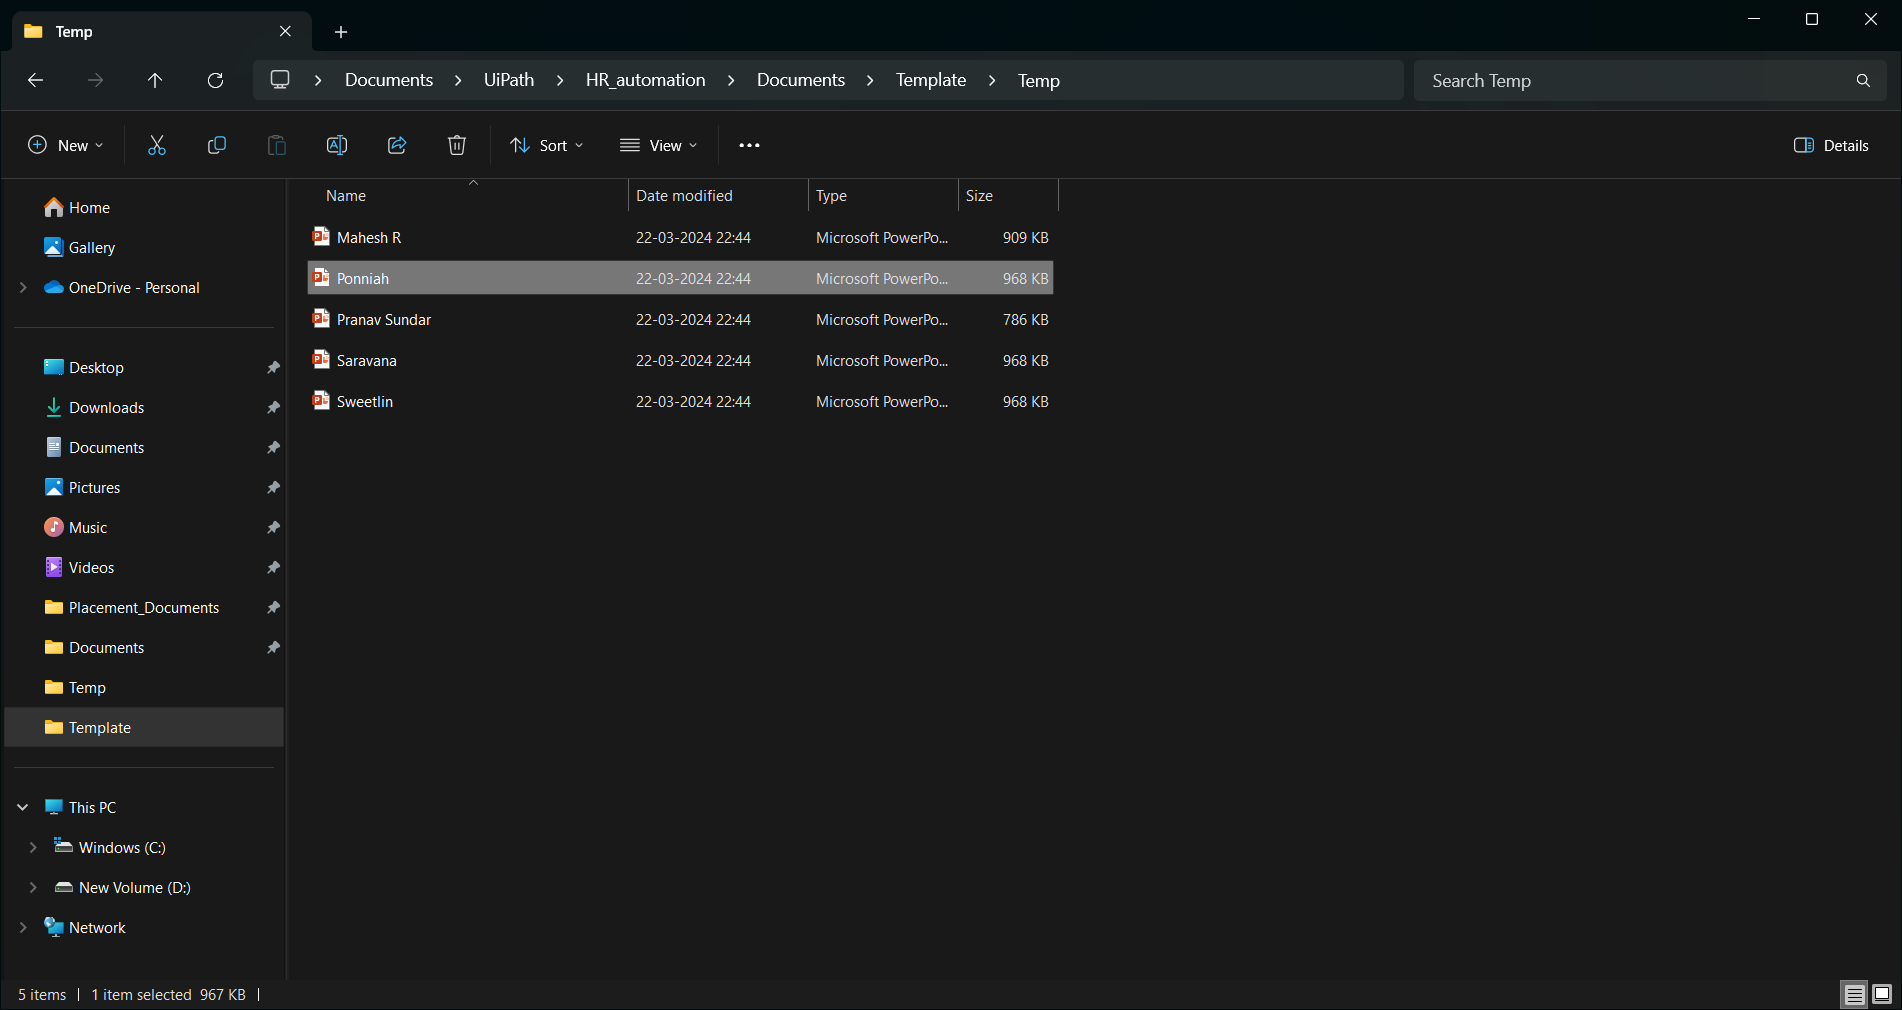 Temp
Documents > UiPath > HR_automation > Documents > Template > Temp
Search Temp
New
Sort
View
Details
Name Date modified Type Size
Mahesh R 22-03-2024 22:44 Microsoft PowerPo... 909 KB
Ponniah 22-03-2024 22:44 Microsoft PowerPo... 968 KB
Pranav Sundar 22-03-2024 22:44 Microsoft PowerPo... 786 KB
Saravana 22-03-2024 22:44 Microsoft PowerPo... 968 KB
Sweetlin 22-03-2024 22:44 Microsoft PowerPo... 968 KB
Home
Gallery
OneDrive - Personal
Desktop
Downloads
Documents
Pictures
Music
Videos
Placement_Documents
Documents
Temp
Template
This PC
Windows (C:)
New Volume (D:)
Network
5 items | 1 item selected 967 KB |